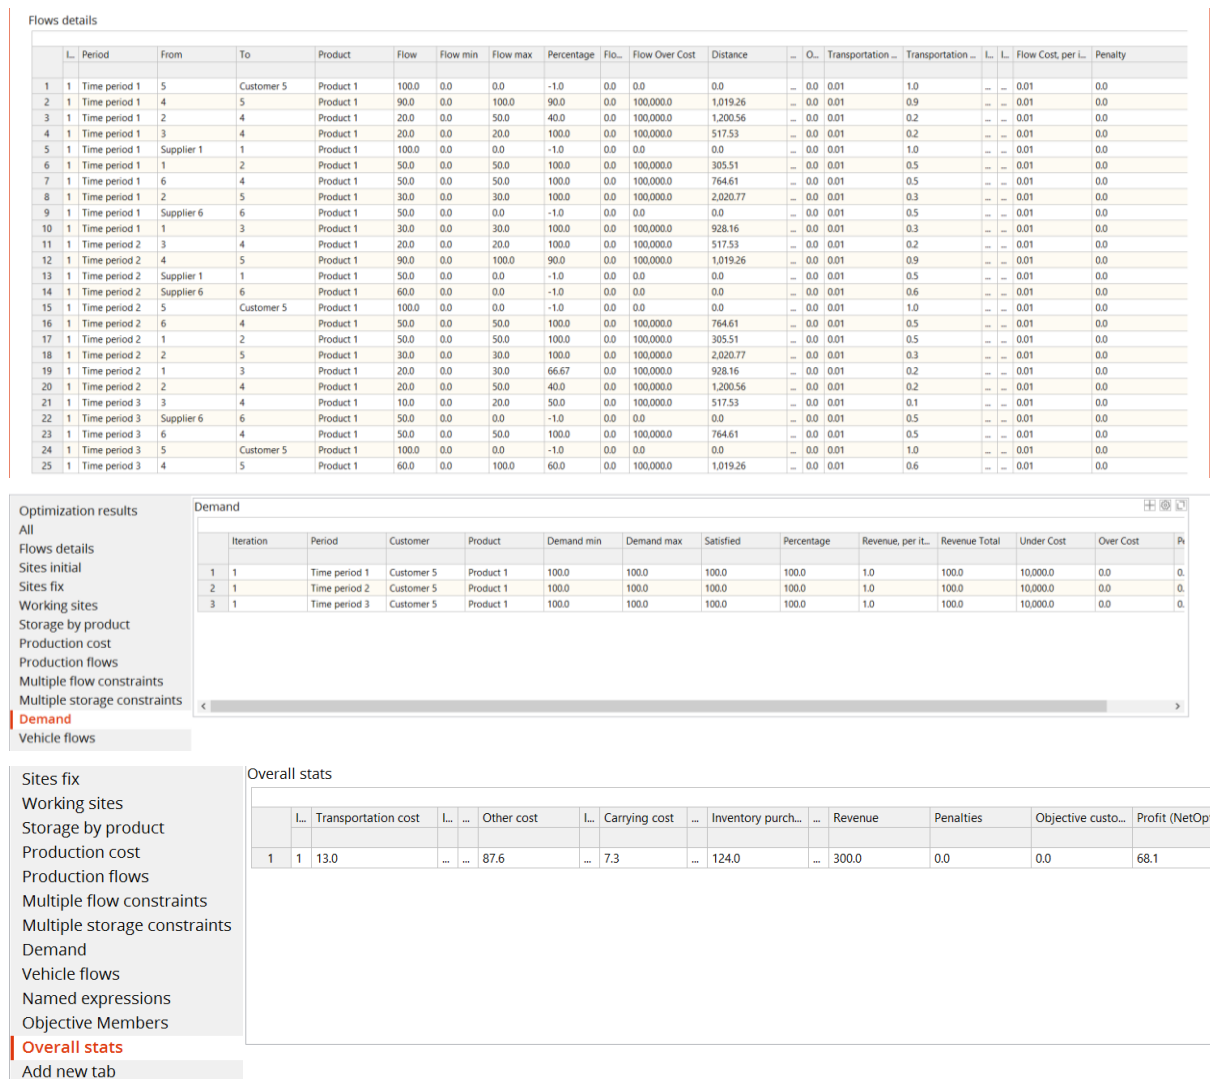 Flows details
I... Period From To Product Flow Flow min Flow max Percentage Flo... Flow Over Cost Distance ... O... Transportation ... Transportation ... I... I... Flow Cost, per i... Penalty
1 1 Time period 1 5 Customer 5 Product 1 100.0 0.0 0.0 -1.0 0.0 0.0 0.0 ... 0.0 0.01 1.0 ... ... 0.01 0.0
2 1 Time period 1 4 5 Product 1 90.0 0.0 100.0 90.0 0.0 100,000.0 1,019.26 ... 0.0 0.01 0.9 ... ... 0.01 0.0
3 1 Time period 1 2 4 Product 1 20.0 0.0 50.0 40.0 0.0 100,000.0 1,200.56 ... 0.0 0.01 0.2 ... ... 0.01 0.0
4 1 Time period 1 3 4 Product 1 20.0 0.0 20.0 100.0 0.0 100,000.0 517.53 ... 0.0 0.01 0.2 ... ... 0.01 0.0
5 1 Time period 1 Supplier 1 1 Product 1 100.0 0.0 0.0 -1.0 0.0 0.0 0.0 ... 0.0 0.01 1.0 ... ... 0.01 0.0
6 1 Time period 1 1 2 Product 1 50.0 0.0 50.0 100.0 0.0 100,000.0 305.51 ... 0.0 0.01 0.5 ... ... 0.01 0.0
7 1 Time period 1 6 4 Product 1 50.0 0.0 50.0 100.0 0.0 100,000.0 764.61 ... 0.0 0.01 0.5 ... ... 0.01 0.0
8 1 Time period 1 2 5 Product 1 30.0 0.0 30.0 100.0 0.0 100,000.0 2,020.77 ... 0.0 0.01 0.3 ... ... 0.01 0.0
9 1 Time period 1 Supplier 6 6 Product 1 50.0 0.0 0.0 -1.0 0.0 0.0 0.0 ... 0.0 0.01 0.5 ... ... 0.01 0.0
10 1 Time period 1 1 3 Product 1 30.0 0.0 30.0 100.0 0.0 100,000.0 928.16 ... 0.0 0.01 0.3 ... ... 0.01 0.0
11 1 Time period 2 3 4 Product 1 20.0 0.0 20.0 100.0 0.0 100,000.0 517.53 ... 0.0 0.01 0.2 ... ... 0.01 0.0
12 1 Time period 2 4 5 Product 1 90.0 0.0 100.0 90.0 0.0 100,000.0 1,019.26 ... 0.0 0.01 0.9 ... ... 0.01 0.0
13 1 Time period 2 Supplier 1 1 Product 1 50.0 0.0 0.0 -1.0 0.0 0.0 0.0 ... 0.0 0.01 0.5 ... ... 0.01 0.0
14 1 Time period 2 Supplier 6 6 Product 1 60.0 0.0 0.0 -1.0 0.0 0.0 0.0 ... 0.0 0.01 0.6 ... ... 0.01 0.0
15 1 Time period 2 5 Customer 5 Product 1 100.0 0.0 0.0 -1.0 0.0 0.0 0.0 ... 0.0 0.01 1.0 ... ... 0.01 0.0
16 1 Time period 2 6 4 Product 1 50.0 0.0 50.0 100.0 0.0 100,000.0 764.61 ... 0.0 0.01 0.5 ... ... 0.01 0.0
17 1 Time period 2 1 2 Product 1 50.0 0.0 50.0 100.0 0.0 100,000.0 305.51 ... 0.0 0.01 0.5 ... ... 0.01 0.0
18 1 Time period 2 2 5 Product 1 30.0 0.0 30.0 100.0 0.0 100,000.0 2,020.77 ... 0.0 0.01 0.3 ... ... 0.01 0.0
19 1 Time period 2 1 3 Product 1 20.0 0.0 30.0 66.67 0.0 100,000.0 928.16 ... 0.0 0.01 0.2 ... ... 0.01 0.0
20 1 Time period 2 2 4 Product 1 20.0 0.0 50.0 40.0 0.0 100,000.0 1,200.56 ... 0.0 0.01 0.2 ... ... 0.01 0.0
21 1 Time period 3 3 4 Product 1 10.0 0.0 20.0 50.0 0.0 100,000.0 517.53 ... 0.0 0.01 0.1 ... ... 0.01 0.0
22 1 Time period 3 Supplier 6 6 Product 1 50.0 0.0 0.0 -1.0 0.0 0.0 0.0 ... 0.0 0.01 0.5 ... ... 0.01 0.0
23 1 Time period 3 6 4 Product 1 50.0 0.0 50.0 100.0 0.0 100,000.0 764.61 ... 0.0 0.01 0.5 ... ... 0.01 0.0
24 1 Time period 3 5 Customer 5 Product 1 100.0 0.0 0.0 -1.0 0.0 0.0 0.0 ... 0.0 0.01 1.0 ... ... 0.01 0.0
25 1 Time period 3 4 5 Product 1 60.0 0.0 100.0 60.0 0.0 100,000.0 1,019.26 ... 0.0 0.01 0.6 ... ... 0.01 0.0
Optimization results
All
Flows details
Sites initial
Sites fix
Working sites
Storage by product
Production cost
Production flows
Multiple flow constraints
Multiple storage constraints
Demand
Vehicle flows
Demand
Iteration Period Customer Product Demand min Demand max Satisfied Percentage Revenue, per it... Revenue Total Under Cost Over Cost Pe
1 1 Time period 1 Customer 5 Product 1 100.0 100.0 100.0 100.0 1.0 100.0 10,000.0 0.0 0.
2 1 Time period 2 Customer 5 Product 1 100.0 100.0 100.0 100.0 1.0 100.0 10,000.0 0.0 0.
3 1 Time period 3 Customer 5 Product 1 100.0 100.0 100.0 100.0 1.0 100.0 10,000.0 0.0 0.
Sites fix
Working sites
Storage by product
Production cost
Production flows
Multiple flow constraints
Multiple storage constraints
Demand
Vehicle flows
Named expressions
Objective Members
Overall stats
Add new tab
Overall stats
I... Transportation cost I... ... Other cost I... Carrying cost ... Inventory purch... ... Revenue Penalties Objective custo... Profit (NetOp
1 1 13.0 ... ... 87.6 ... 7.3 ... 124.0 ... 300.0 0.0 0.0 68.1